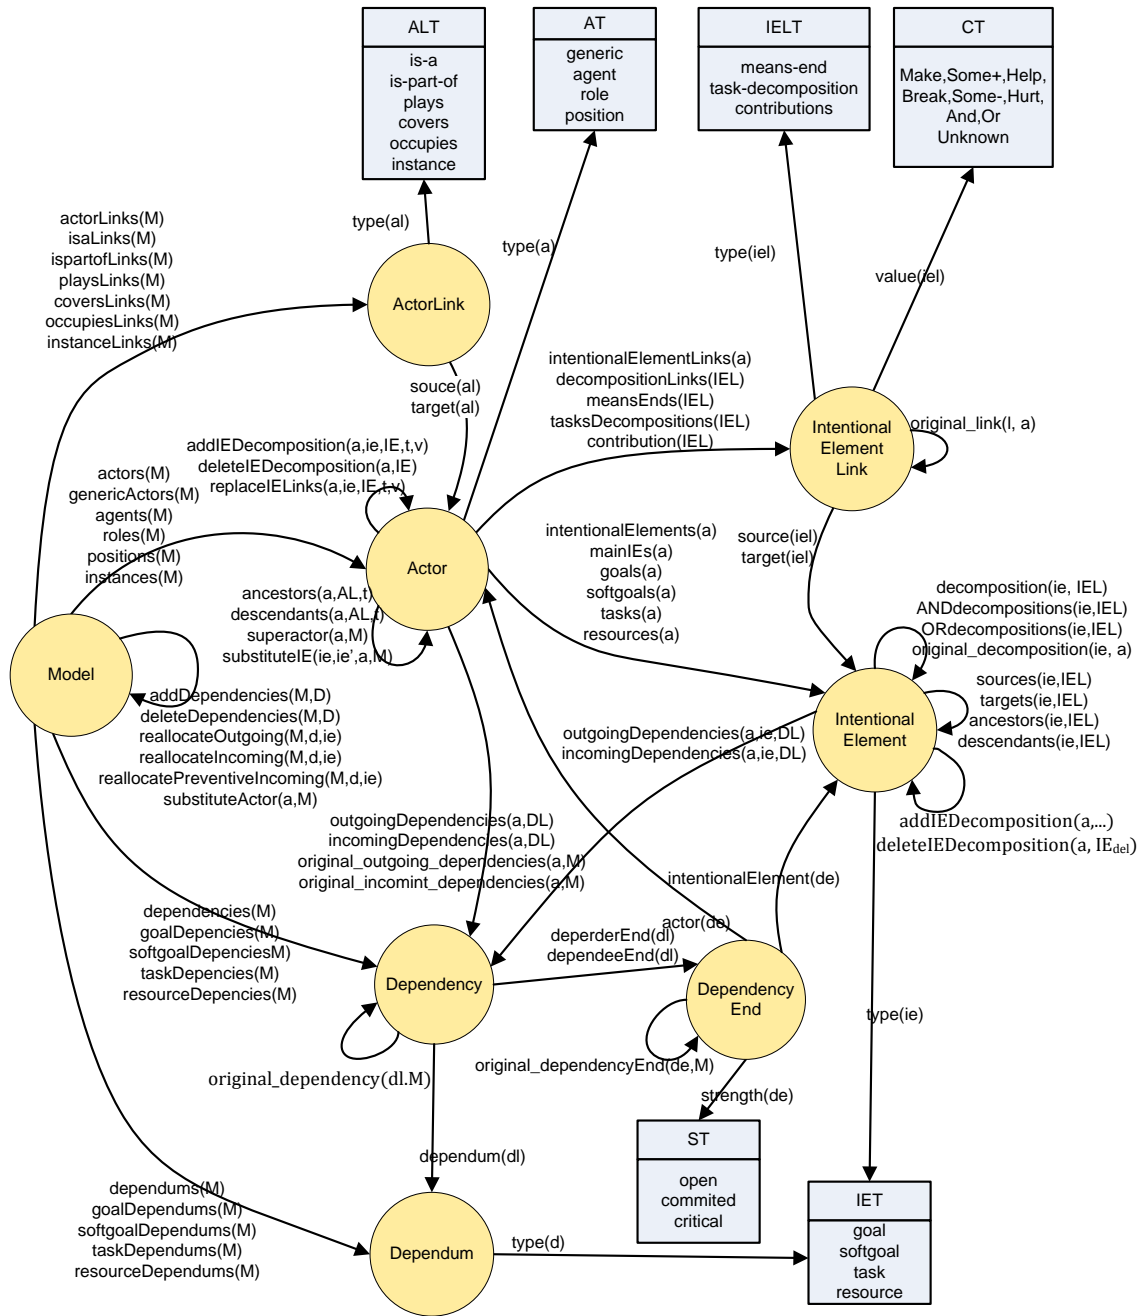 ALT
is-a
is-part-of
plays
covers
occupies
instance
AT
generic
agent
role
position
IELT
means-end
task-decomposition
contributions
CT
Make,Some+,Help,
Break,Some-,Hurt,
And,Or
Unknown
actorLinks(M)
isaLinks(M)
ispartofLinks(M)
playsLinks(M)
coversLinks(M)
occupiesLinks(M)
instanceLinks(M)
type(al)
type(a)
type(iel)
value(iel)
ActorLink
souce(al)
target(al)
intentionalElementLinks(a)
decompositionLinks(IEL)
meansEnds(IEL)
tasksDecompositions(IEL)
contribution(IEL)
Intentional
Element
Link
original_link(l, a)
addIEDecomposition(a,ie,IE,t,v)
deleteIEDecomposition(a,IE)
replaceIELinks(a,ie,IE,t,v)
actors(M)
genericActors(M)
agents(M)
roles(M)
positions(M)
instances(M)
Actor
intentionalElements(a)
mainIEs(a)
goals(a)
softgoals(a)
tasks(a)
resources(a)
source(iel)
target(iel)
ancestors(a,AL,t)
descendants(a,AL,t)
superactor(a,M)
substituteIE(ie,ie’,a,M)
decomposition(ie, IEL)
ANDdecompositions(ie,IEL)
ORdecompositions(ie,IEL)
original_decomposition(ie, a)
Model
sources(ie,IEL)
targets(ie,IEL)
ancestors(ie,IEL)
descendants(ie,IEL)
Intentional
Element
addDependencies(M,D)
deleteDependencies(M,D)
reallocateOutgoing(M,d,ie)
reallocateIncoming(M,d,ie)
reallocatePreventiveIncoming(M,d,ie)
substituteActor(a,M)
outgoingDependencies(a,ie,DL)
incomingDependencies(a,ie,DL)
addIEDecomposition(a,...)
deleteIEDecomposition(a, IEdel)
outgoingDependencies(a,DL)
incomingDependencies(a,DL)
original_outgoing_dependencies(a,M)
original_incomint_dependencies(a,M)
intentionalElement(de)
actor(de)
dependencies(M)
goalDepencies(M)
softgoalDepenciesM)
taskDepencies(M)
resourceDepencies(M)
deperderEnd(dl)
dependeeEnd(dl)
Dependency
Dependency
End
type(ie)
original_dependency(dl.M)
original_dependencyEnd(de,M)
strength(de)
ST
open
commited
critical
dependum(dl)
dependums(M)
goalDependums(M)
softgoalDependums(M)
taskDependums(M)
resourceDependums(M)
Dependum
type(d)
IET
goal
softgoal
task
resource